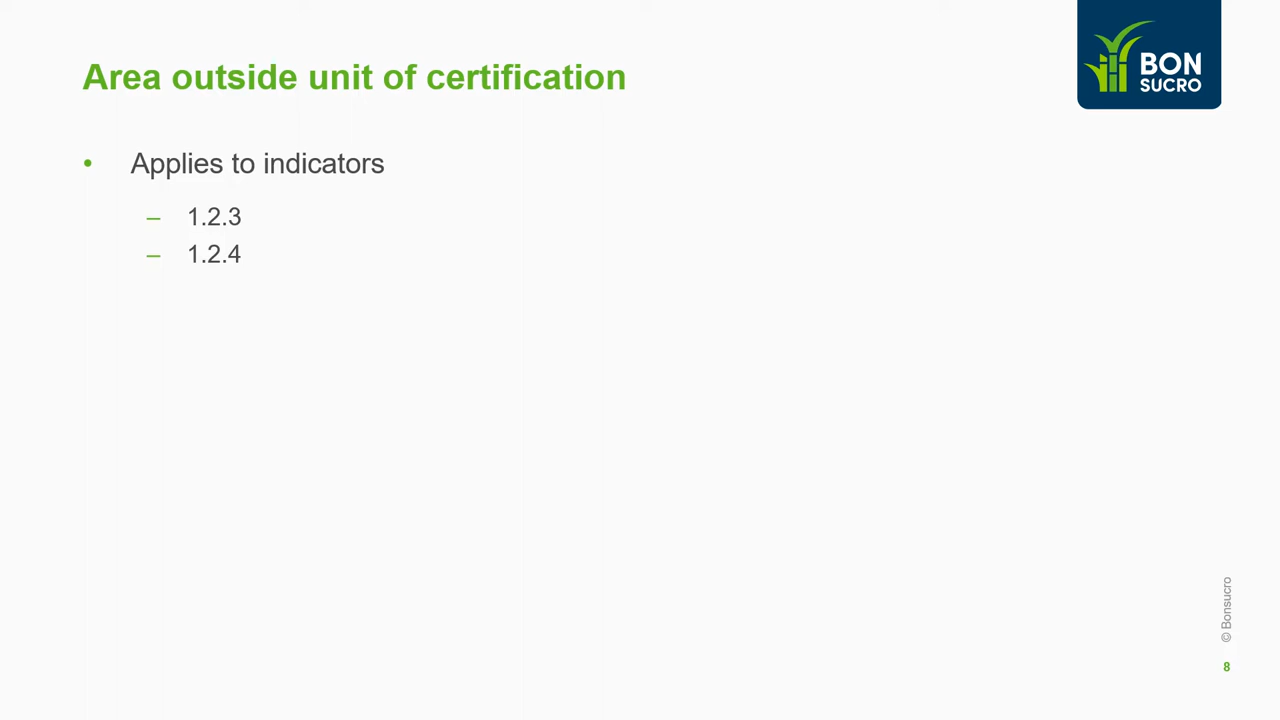 Area outside unit of certification
BON
SUCRO
• Applies to indicators
– 1.2.3
– 1.2.4
© Bonsucro
8